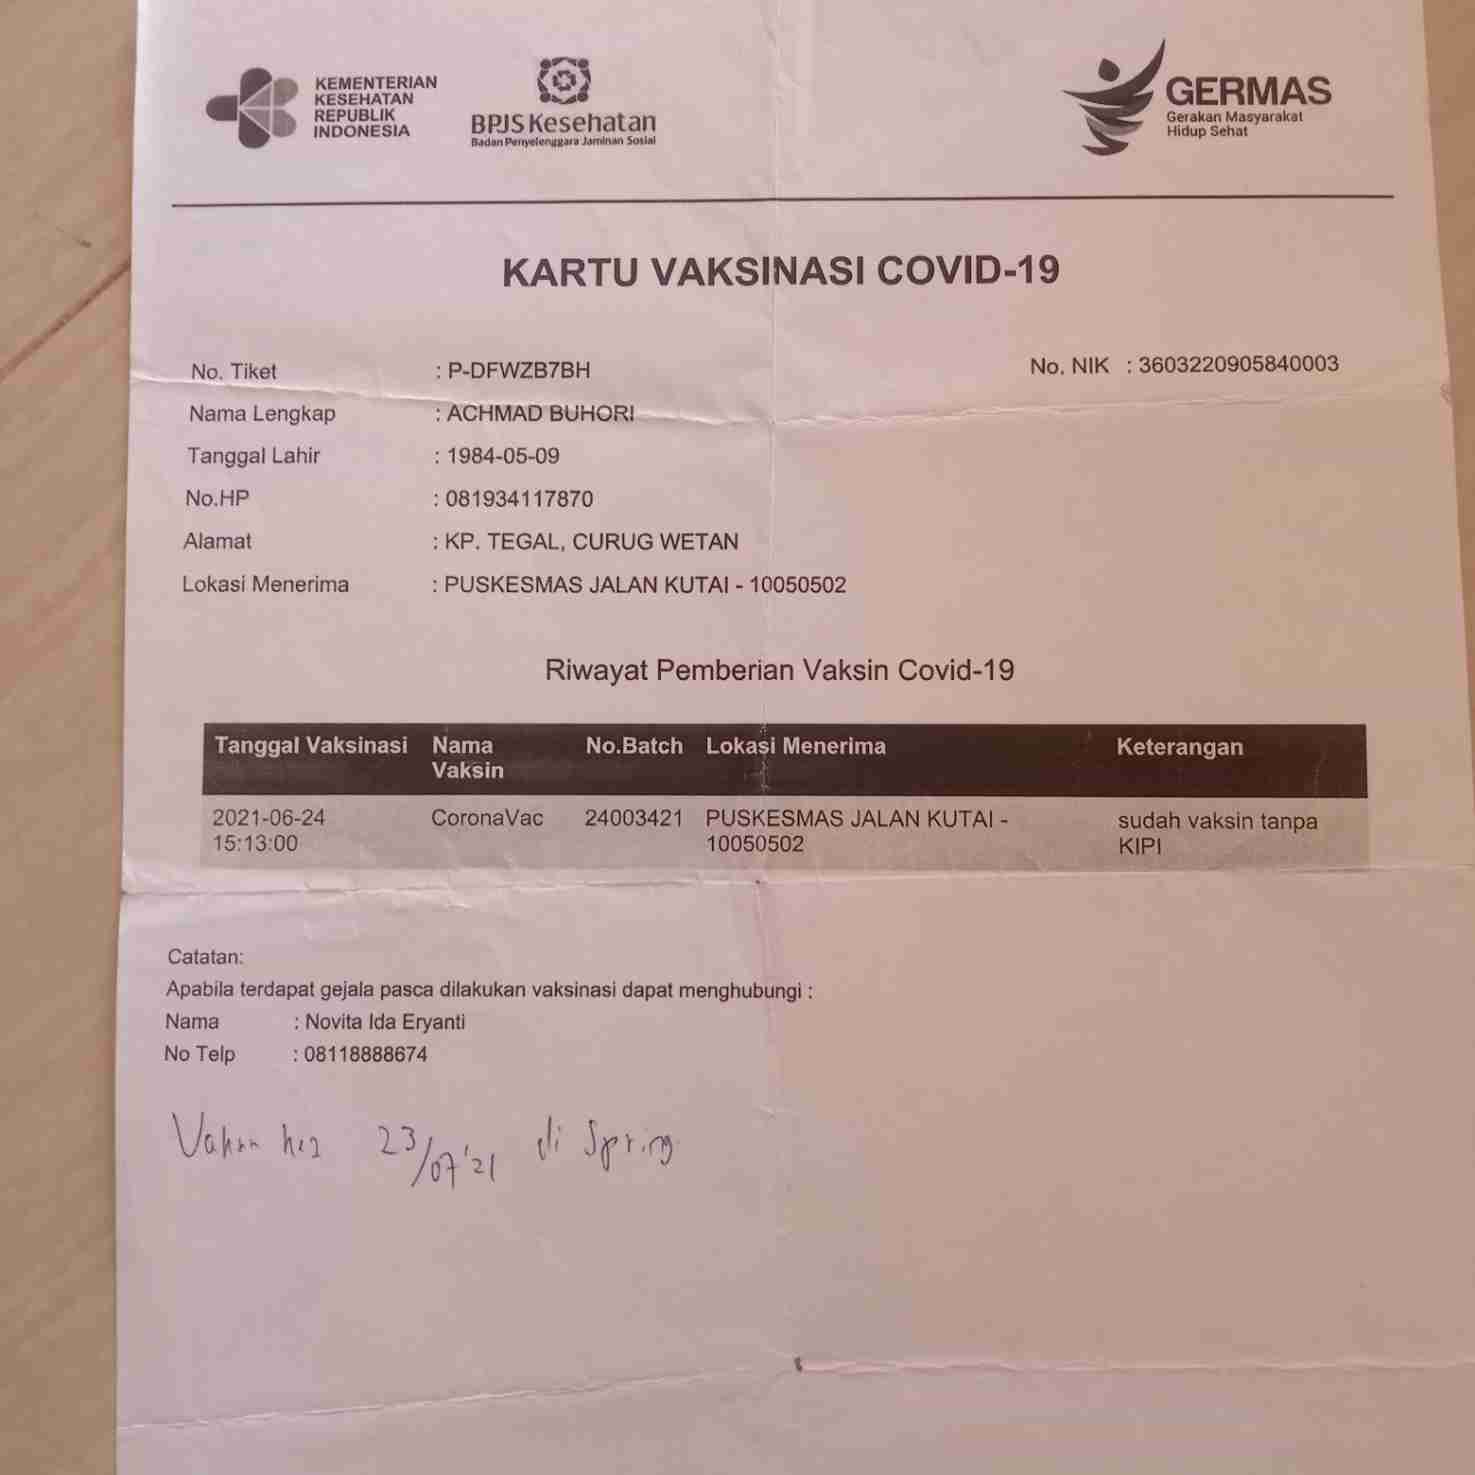 KEMENTERIAN
KESEHATAN
REPUBLIK
INDONESIA
BPJS Kesehatan
Badan Penyelenggara Jaminan Sosial
GERMAS
Gerakan Masyarakat
Hidup Sehat
KARTU VAKSINASI COVID-19
No. Tiket : P-DFWZB7BH No. NIK : 3603220905840003
Nama Lengkap : ACHMAD BUHORI
Tanggal Lahir : 1984-05-09
No.HP : 081934117870
Alamat : KP. TEGAL, CURUG WETAN
Lokasi Menerima : PUSKESMAS JALAN KUTAI - 10050502
Riwayat Pemberian Vaksin Covid-19
Tanggal Vaksinasi Nama Vaksin No.Batch Lokasi Menerima Keterangan
2021-06-24 15:13:00 CoronaVac 24003421 PUSKESMAS JALAN KUTAI - 10050502 sudah vaksin tanpa KIPI
Catatan:
Apabila terdapat gejala pasca dilakukan vaksinasi dapat menghubungi :
Nama : Novita Ida Eryanti
No Telp : 08118888674
23/07'21 di Spring